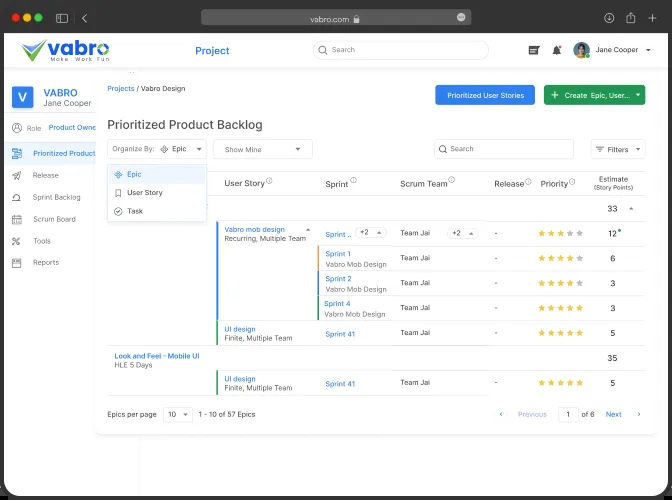 vabro.com
vabro
Make Work Fun
Project
Search
Jane Cooper
V
VABRO
Jane Cooper
Role Product Owne
Prioritized Product
Release
Sprint Backlog
Scrum Board
Tools
Reports
Projects / Vabro Design
Prioritized User Stories
+ Create Epic, User...
Prioritized Product Backlog
Organize By: Epic
Show Mine
Search
Filters
Epic
User Story
Task
User Story Sprint Scrum Team Release Priority Estimate
(Story Points)
33
Vabro mob design Sprint .. +2 Team Jai +2 - 12
Recurring, Multiple Team
Sprint 1 Team Jai - 6
Vabro Mob Design
Sprint 2 Team Jai - 3
Vabro Mob Design
Sprint 4 Team Jai - 3
Vabro Mob Design
UI design Sprint 41 Team Jai - 5
Finite, Multiple Team
Look and Feel - Mobile UI 35
HLE 5 Days
UI design Sprint 41 Team Jai - 5
Finite, Multiple Team
Epics per page 10 1 - 10 of 57 Epics
Previous 1 of 6 Next